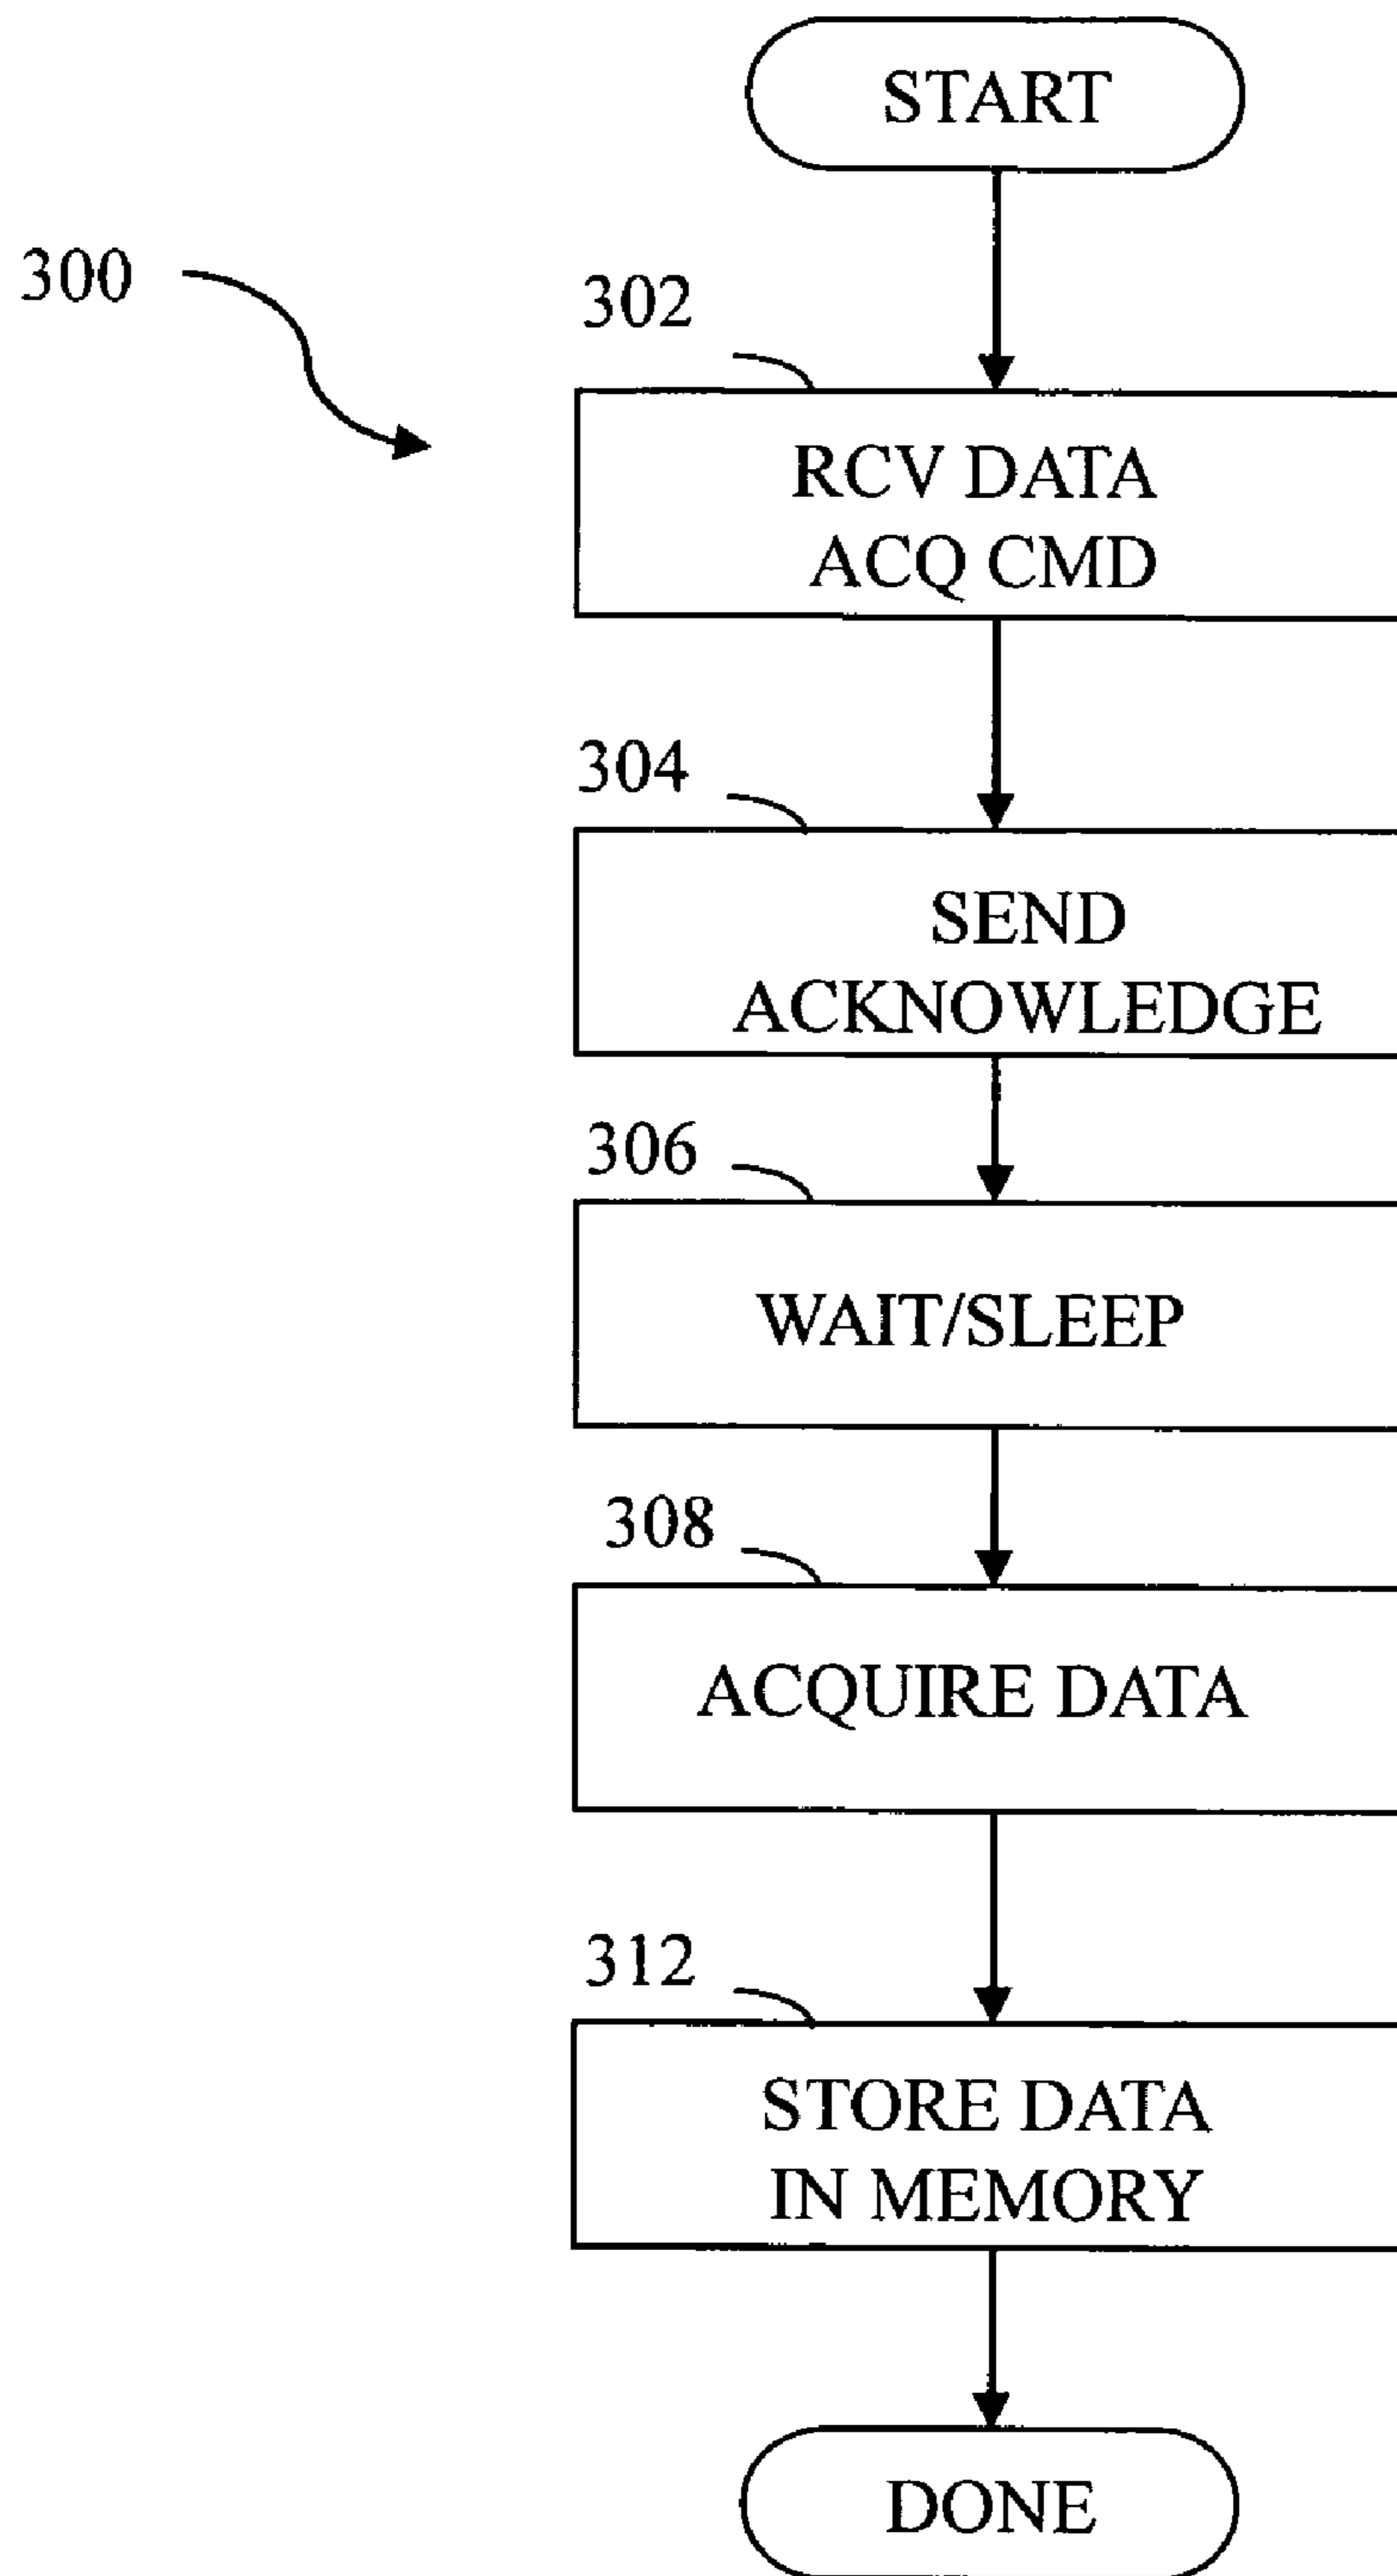 START
300
302
RCV DATA
ACQ CMD
304
SEND
ACKNOWLEDGE
306
WAIT/SLEEP
308
ACQUIRE DATA
312
STORE DATA
IN MEMORY
DONE